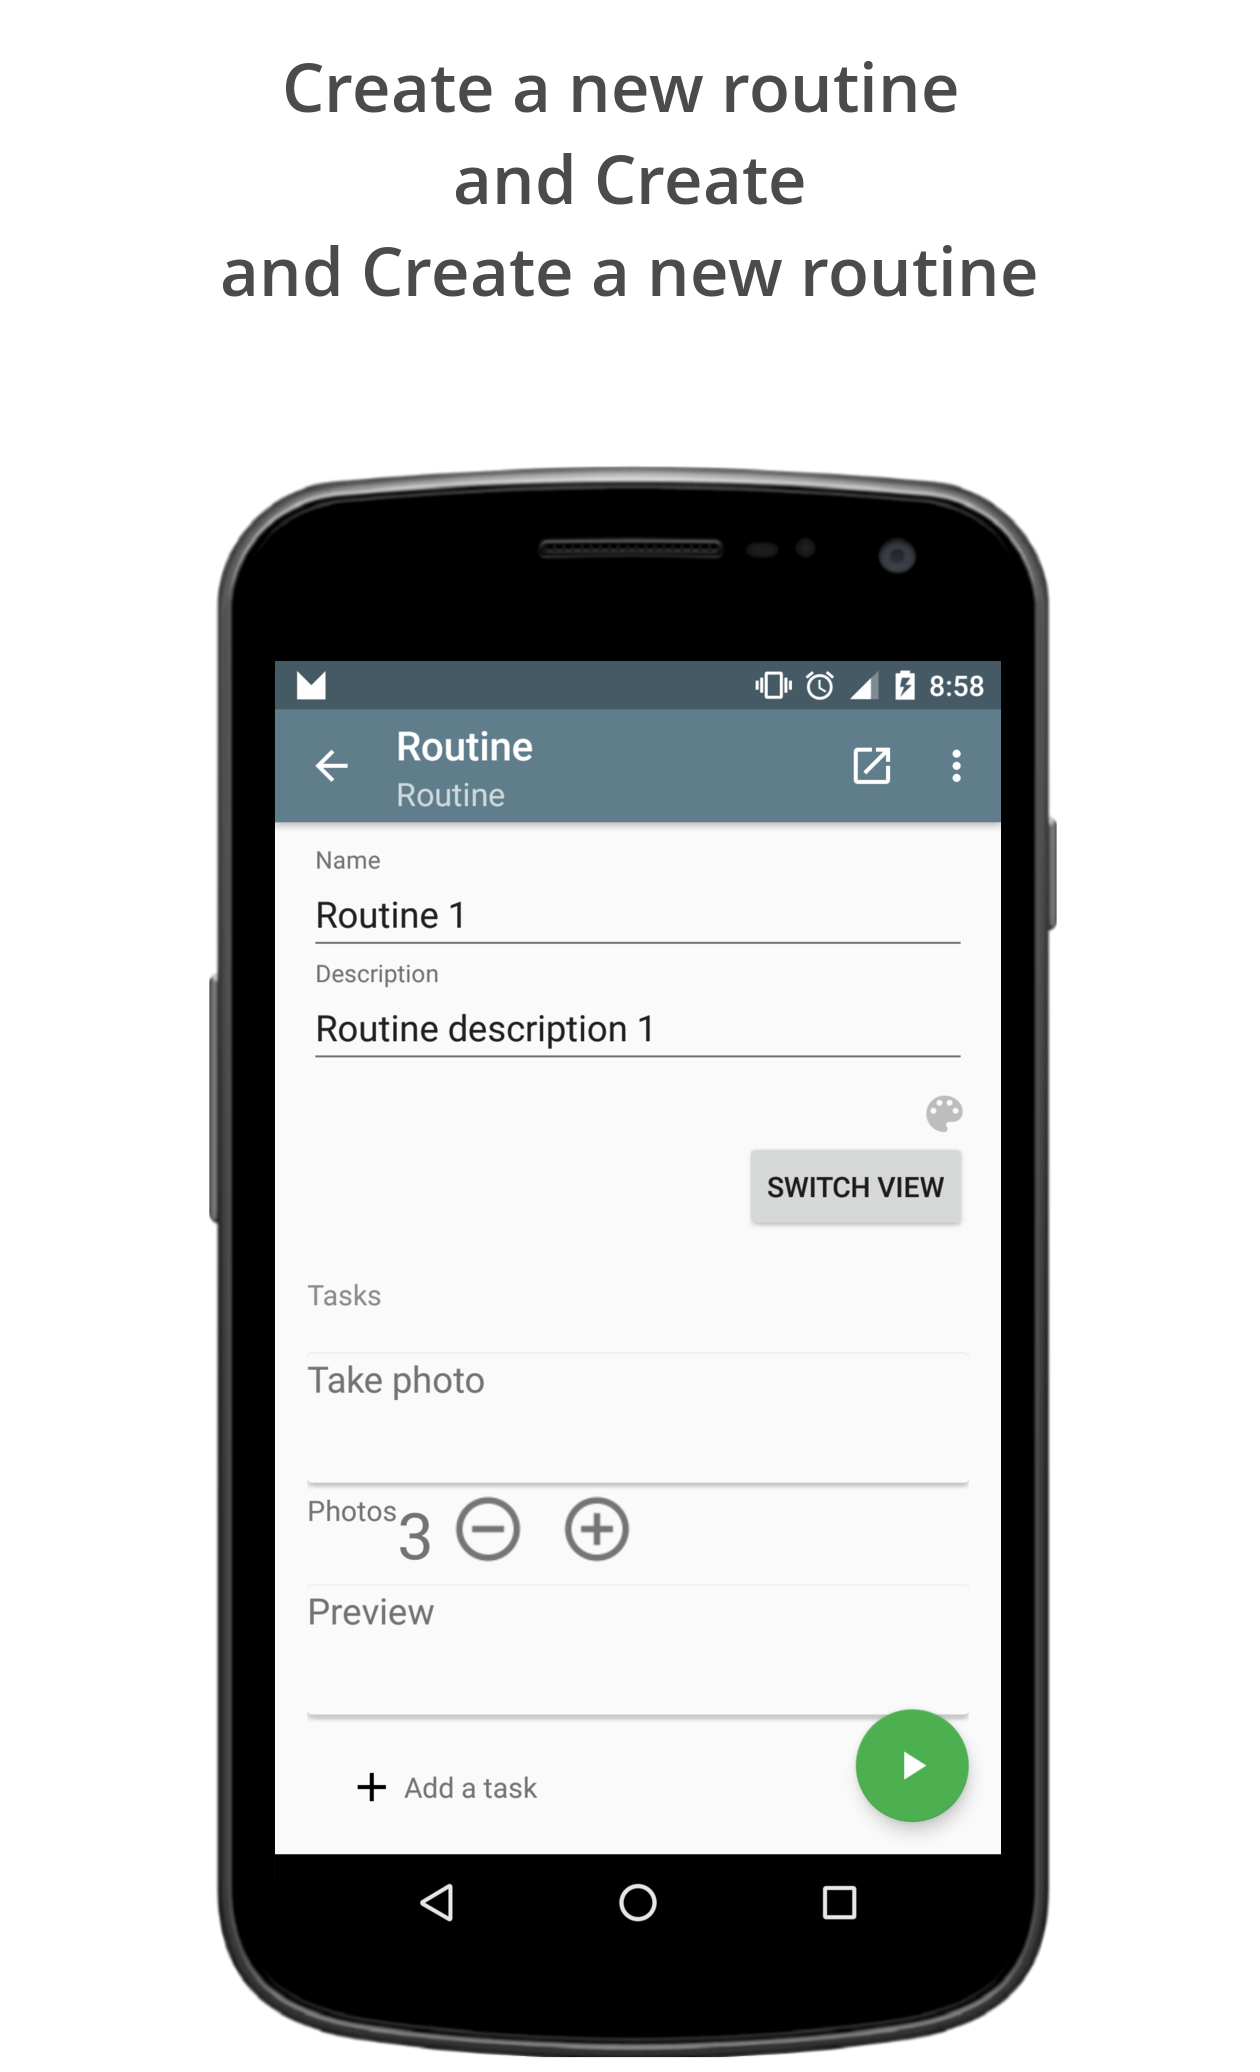 Create a new routine
and Create
and Create a new routine
8:58
Routine
Routine
Name
Routine 1
Description
Routine description 1
SWITCH VIEW
Tasks
Take photo
Photos 3
Preview
Add a task